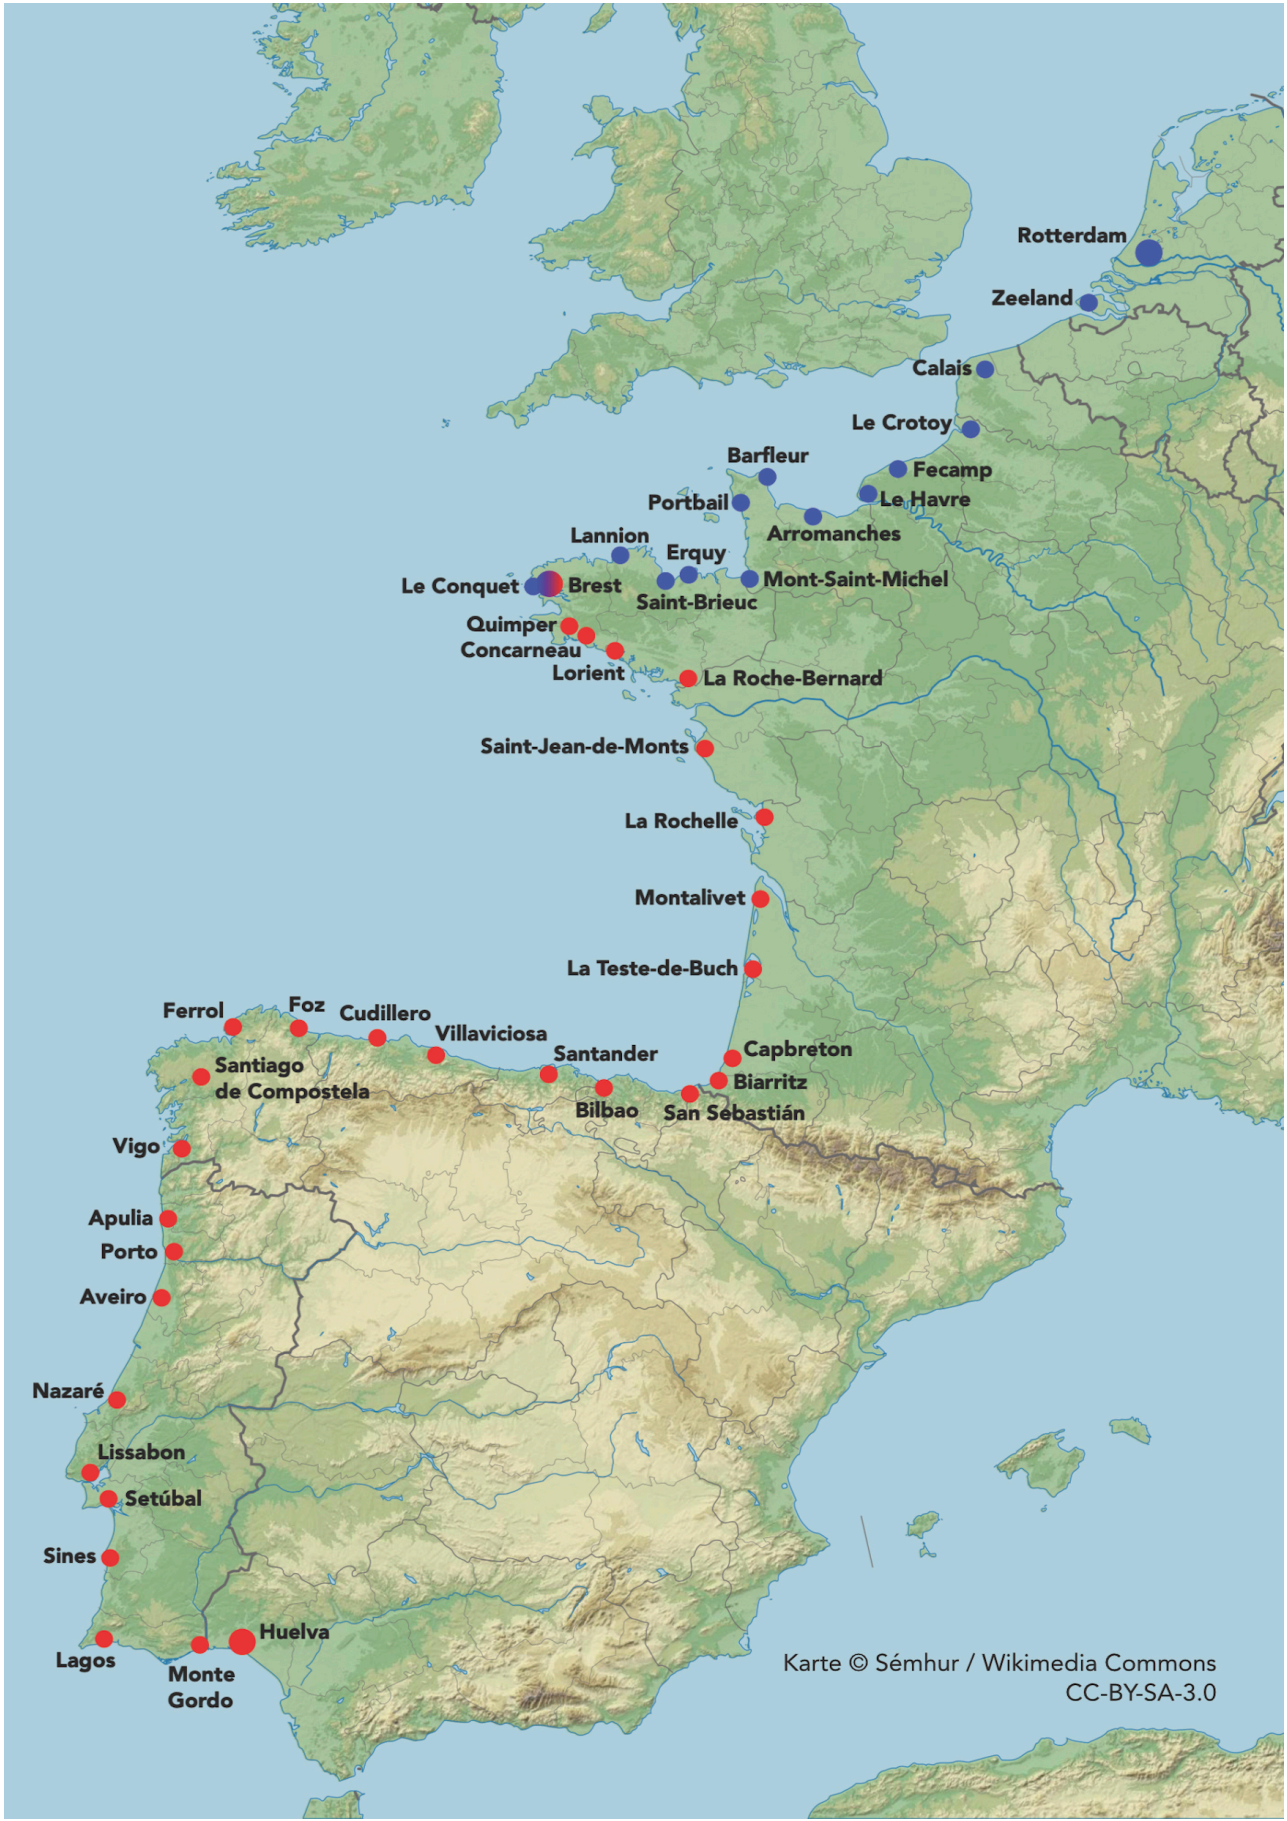 Rotterdam
Zeeland
Calais
Le Crotoy
Barfleur
Fecamp
Le Havre
Portbail
Arromanches
Lannion
Erquy
Le Conquet
Brest
Mont-Saint-Michel
Saint-Brieuc
Quimper
Concarneau
Lorient
La Roche-Bernard
Saint-Jean-de-Monts
La Rochelle
Montalivet
La Teste-de-Buch
Ferrol
Foz
Cudillero
Villaviciosa
Santander
Capbreton
Santiago
de Compostela
Biarritz
Bilbao
San Sebastián
Vigo
Apulia
Porto
Aveiro
Nazaré
Lissabon
Setúbal
Sines
Huelva
Lagos
Monte
Gordo
Karte © Sémhur / Wikimedia Commons
CC-BY-SA-3.0